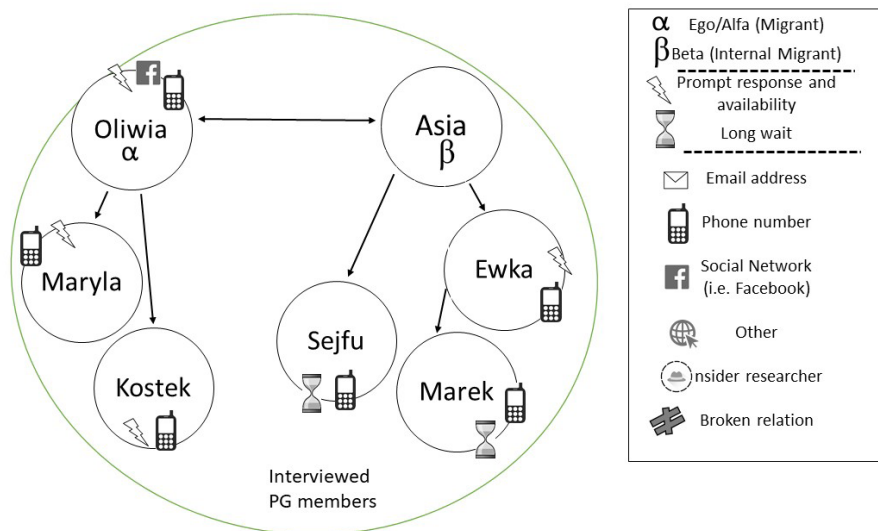 Oliwia
α
Asia
β
Maryla
Ewka
Sejfu
Kostek
Marek
Interviewed
PG members
α Ego/Alfa (Migrant)
β Beta (Internal Migrant)
Prompt response and
availability
Long wait
Email address
Phone number
Social Network
(i.e. Facebook)
Other
nsider researcher
Broken relation